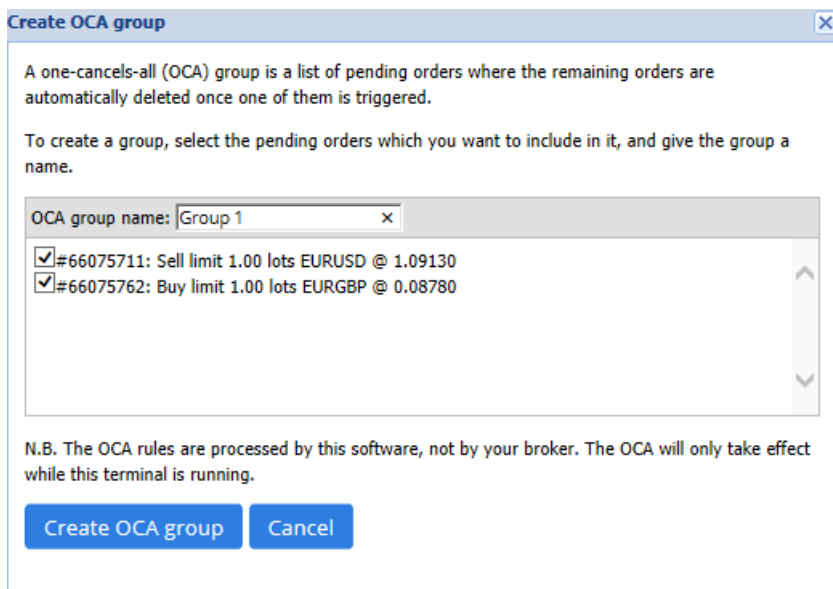 Create OCA group
A one-cancels-all (OCA) group is a list of pending orders where the remaining orders are
automatically deleted once one of them is triggered.
To create a group, select the pending orders which you want to include in it, and give the group a
name.
OCA group name: Group 1
#66075711: Sell limit 1.00 lots EURUSD @ 1.09130
#66075762: Buy limit 1.00 lots EURGBP @ 0.08780
N.B. The OCA rules are processed by this software, not by your broker. The OCA will only take effect
while this terminal is running.
Create OCA group Cancel